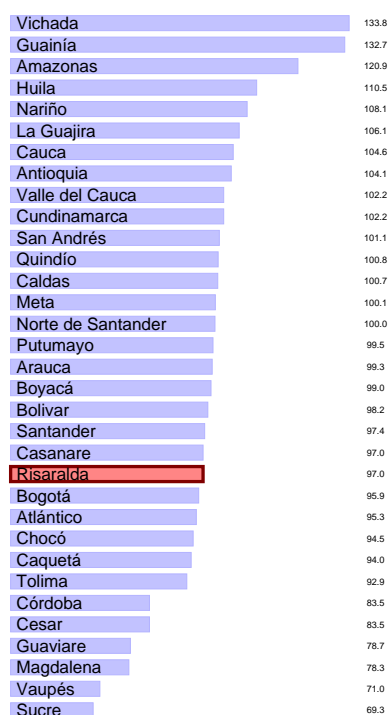 Vichada 133.8
Guainía 132.7
Amazonas 120.9
Huila 110.5
Nariño 108.1
La Guajira 106.1
Cauca 104.6
Antioquia 104.1
Valle del Cauca 102.2
Cundinamarca 102.2
San Andrés 101.1
Quindío 100.8
Caldas 100.7
Meta 100.1
Norte de Santander 100.0
Putumayo 99.5
Arauca 99.3
Boyacá 99.0
Bolivar 98.2
Santander 97.4
Casanare 97.0
Risaralda 97.0
Bogotá 95.9
Atlántico 95.3
Chocó 94.5
Caquetá 94.0
Tolima 92.9
Córdoba 83.5
Cesar 83.5
Guaviare 78.7
Magdalena 78.3
Vaupés 71.0
Sucre 69.3